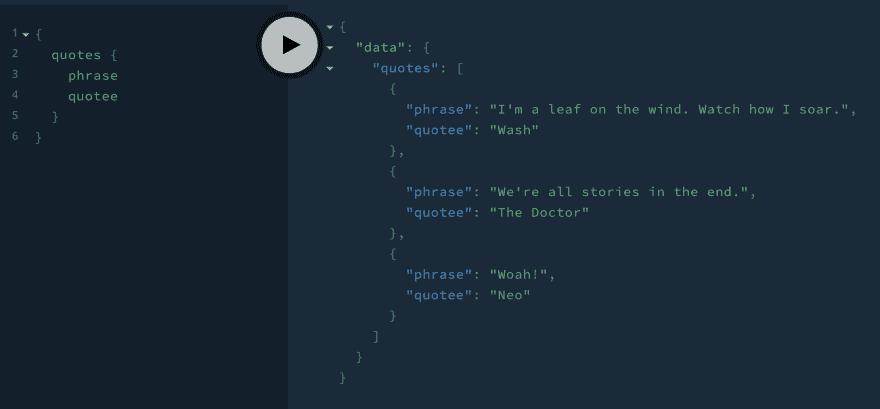 1 {
2 quotes {
3 phrase
4 quotee
5 }
6 }
{
"data": {
"quotes": [
{
"phrase": "I'm a leaf on the wind. Watch how I soar.",
"quotee": "Wash"
},
{
"phrase": "We're all stories in the end.",
"quotee": "The Doctor"
},
{
"phrase": "Woah!",
"quotee": "Neo"
}
]
}
}